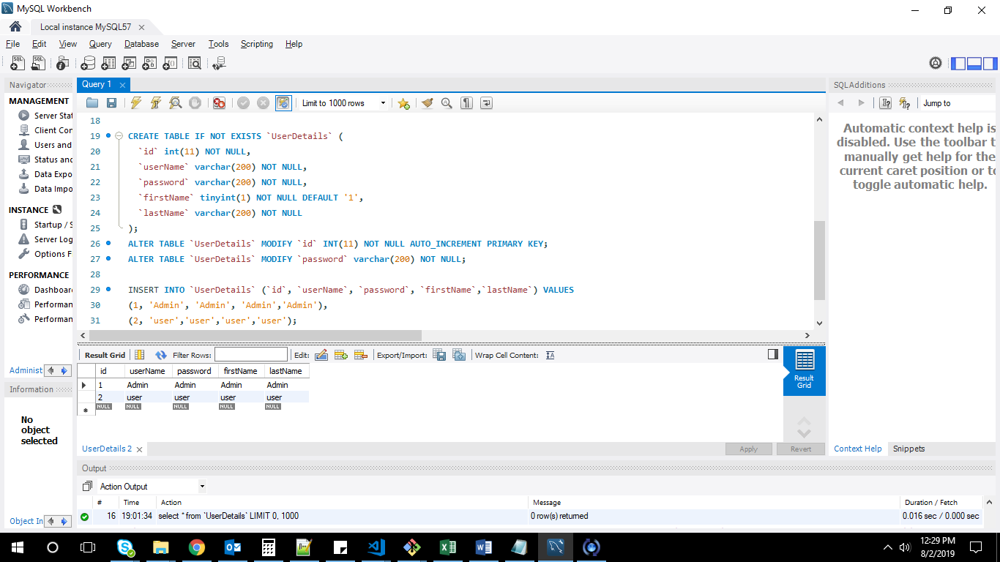 MySQL Workbench
Local instance MySQL57
File Edit View Query Database Server Tools Scripting Help
Navigator
MANAGEMENT
Server Stat
Client Con
Users and
Status and
Data Expo
Data Impo
INSTANCE
Startup / S
Server Log
Options F
PERFORMANCE
Dashboard
Performan
Performan
Administ
Information
No
object
selected
Object In
Query 1
Limit to 1000 rows
18
19 CREATE TABLE IF NOT EXISTS `UserDetails` (
20 `id` int(11) NOT NULL,
21 `userName` varchar(200) NOT NULL,
22 `password` varchar(200) NOT NULL,
23 `firstName` tinyint(1) NOT NULL DEFAULT '1',
24 `lastName` varchar(200) NOT NULL
25 );
26 ALTER TABLE `UserDetails` MODIFY `id` INT(11) NOT NULL AUTO_INCREMENT PRIMARY KEY;
27 ALTER TABLE `UserDetails` MODIFY `password` varchar(200) NOT NULL;
28
29 INSERT INTO `UserDetails` (`id`, `userName`, `password`, `firstName`,`lastName`) VALUES
30 (1, 'Admin', 'Admin', 'Admin','Admin'),
31 (2, 'user','user','user','user');
Result Grid Filter Rows: Edit: Export/Import: Wrap Cell Content: IA
id userName password firstName lastName
1 Admin Admin Admin Admin
2 user user user user
NULL NULL NULL NULL NULL
Result
Grid
UserDetails 2
Apply Revert
SQLAdditions
Jump to
Automatic context help is
disabled. Use the toolbar t
manually get help for the
current caret position or to
toggle automatic help.
Context Help Snippets
Output
Action Output
# Time Action Message Duration / Fetch
16 19:01:34 select * from `UserDetails` LIMIT 0, 1000 0 row(s) returned 0.016 sec / 0.000 sec
12:29 PM
8/2/2019